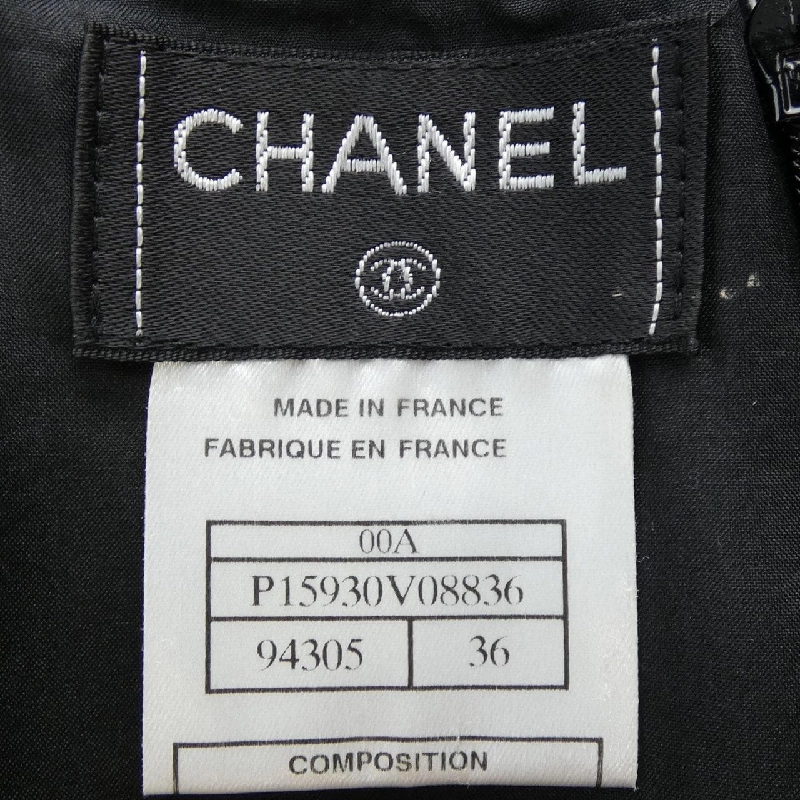 CHANEL
MADE IN FRANCE
FABRIQUE EN FRANCE
00A
P15930V08836
94305 36
COMPOSITION